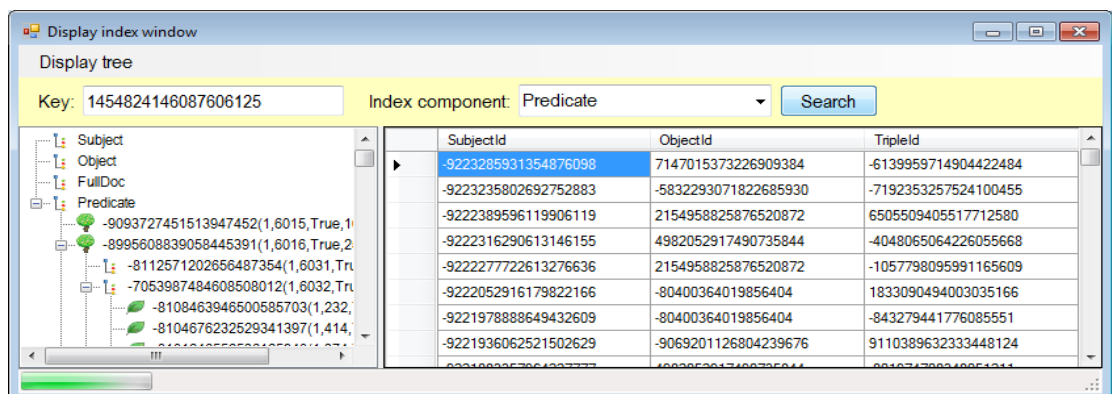 Display index window
Display tree
Key: 1454824146087606125 Index component: Predicate Search
Subject
Object
FullDoc
Predicate
-9093727451513947452(1,6015,True,1
-8995608839058445391(1,6016,True,2
-8112571202656487354(1,6031,Tru
-7053987484608508012(1,6032,Tru
-8108463946500585703(1,232,
-8104676232529341397(1,414,
SubjectId ObjectId TripleId
-9223285931354876098 7147015373226909384 -6139959714904422484
-9223235802692752883 -5832293071822685930 -7192353257524100455
-9222389596119906119 2154958825876520872 6505509405517712580
-9222316290613146155 4982052917490735844 -4048065064226055668
-9222277722613276636 2154958825876520872 -1057798095991165609
-9222052916179822166 -80400364019856404 1833090494003035166
-9221978888649432609 -80400364019856404 -843279441776085551
-9221936062521502629 -9069201126804239676 9110389632333448124